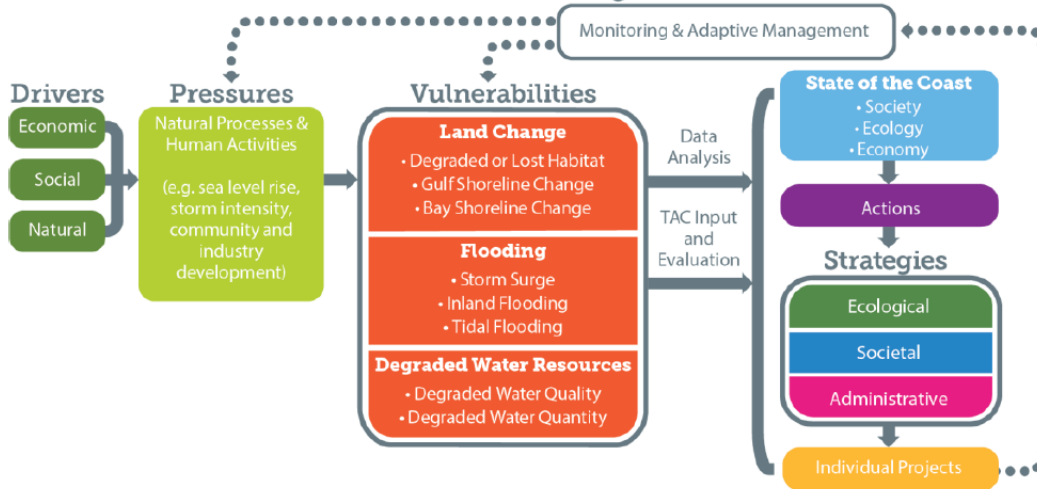 Monitoring & Adaptive Management
Drivers
Economic
Social
Natural
Pressures
Natural Processes &
Human Activities
(e.g. sea level rise,
storm intensity,
community and
industry
development)
Vulnerabilities
Land Change
• Degraded or Lost Habitat
• Gulf Shoreline Change
• Bay Shoreline Change
Flooding
• Storm Surge
• Inland Flooding
• Tidal Flooding
Degraded Water Resources
• Degraded Water Quality
• Degraded Water Quantity
Data
Analysis
TAC Input
and
Evaluation
State of the Coast
• Society
• Ecology
• Economy
Actions
Strategies
Ecological
Societal
Administrative
Individual Projects